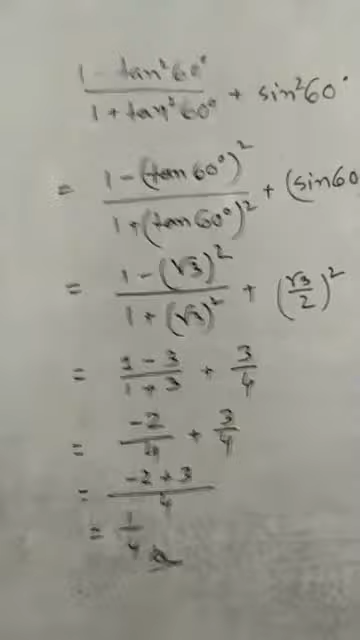 1 - tan²60° / 1 + tan²60° + sin²60°
= 1 - (tan 60°)² / 1 + (tan 60°)² + (sin60
= 1 - (√3)² / 1 + (√3)² + (√3/2)²
= 1 - 3 / 1 + 3 + 3/4
= -2/4 + 3/4
= -2 + 3 / 4
= 1/4